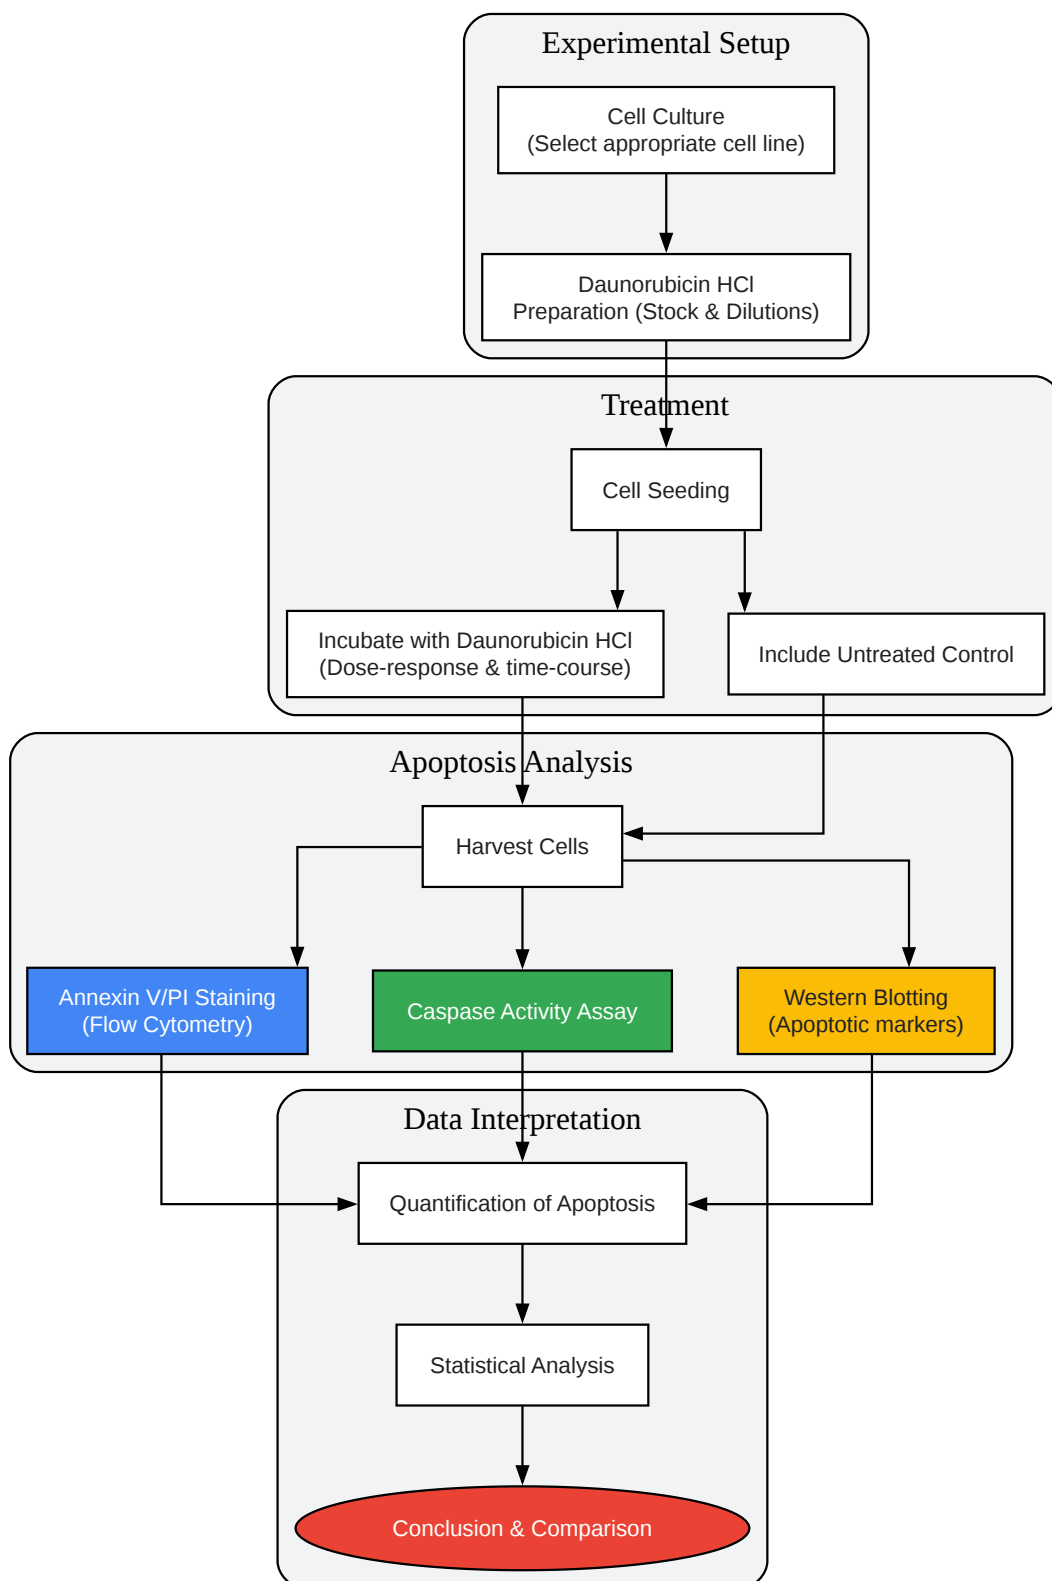 Experimental Setup
Cell Culture
(Select appropriate cell line)
Daunorubicin HCl
Preparation (Stock & Dilutions)
Treatment
Cell Seeding
Incubate with Daunorubicin HCl
(Dose-response & time-course)
Include Untreated Control
Apoptosis Analysis
Harvest Cells
Annexin V/PI Staining
(Flow Cytometry)
Caspase Activity Assay
Western Blotting
(Apoptotic markers)
Data Interpretation
Quantification of Apoptosis
Statistical Analysis
Conclusion & Comparison